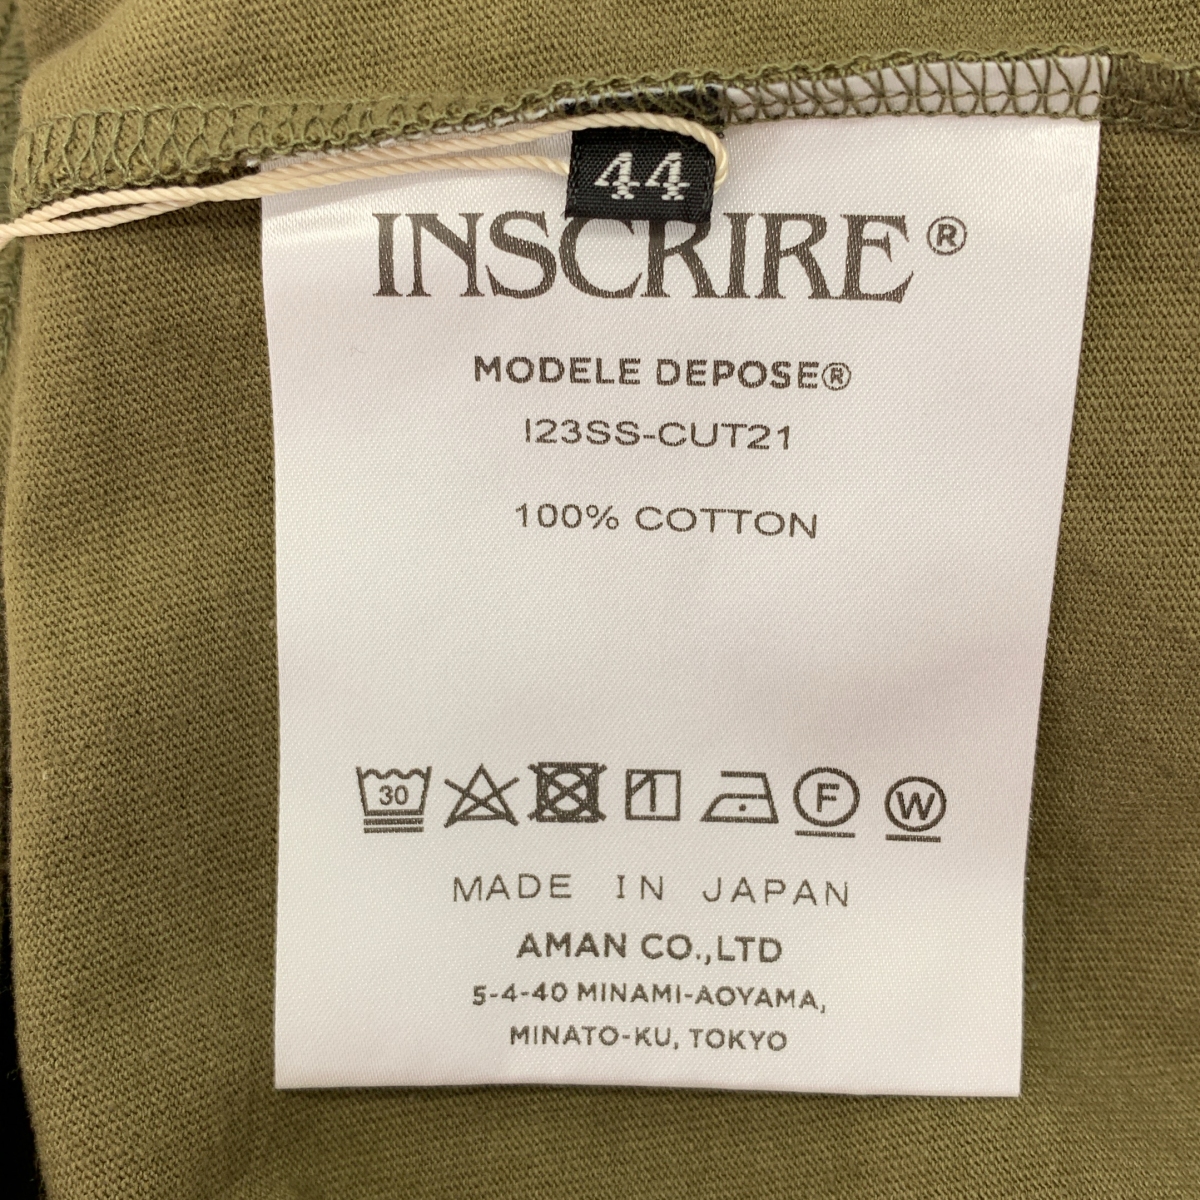 44
INSCRIRE®
MODELE DEPOSE®
I23SS-CUT21
100% COTTON
30 F W
MADE IN JAPAN
AMAN CO.,LTD
5-4-40 MINAMI-AOYAMA,
MINATO-KU, TOKYO